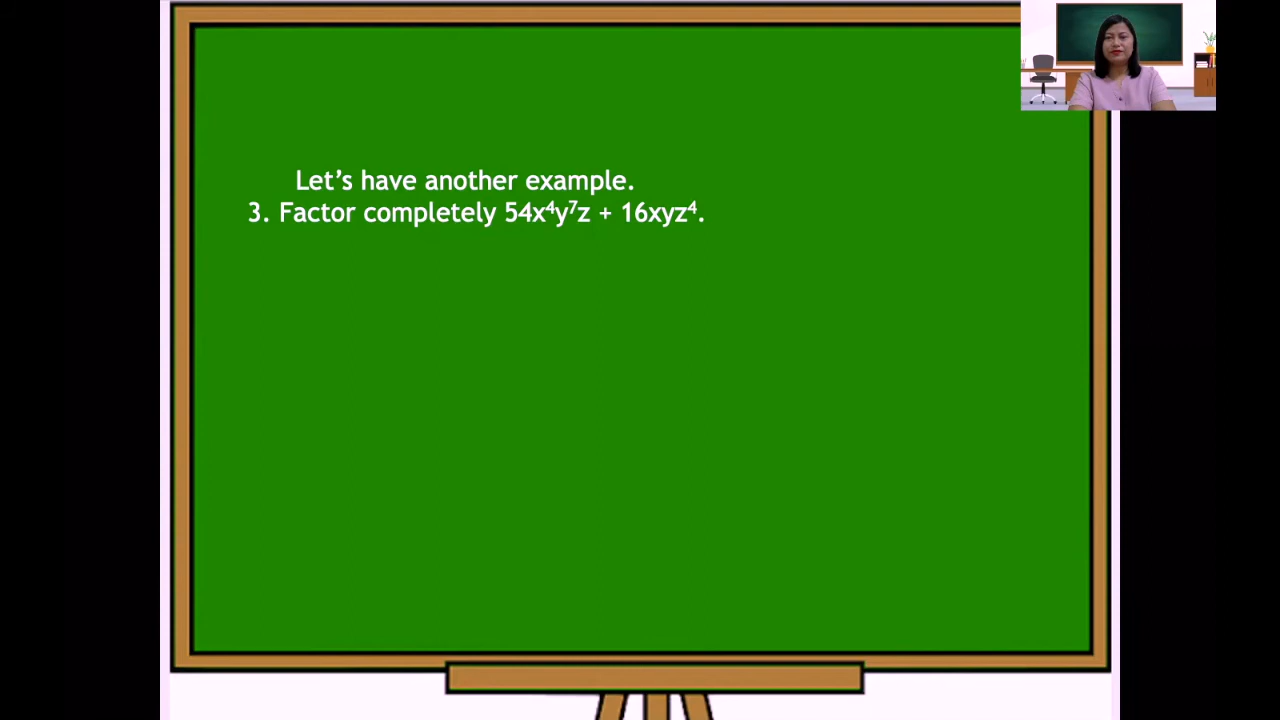 Let’s have another example.
3. Factor completely 54x⁴y⁷z + 16xyz⁴.